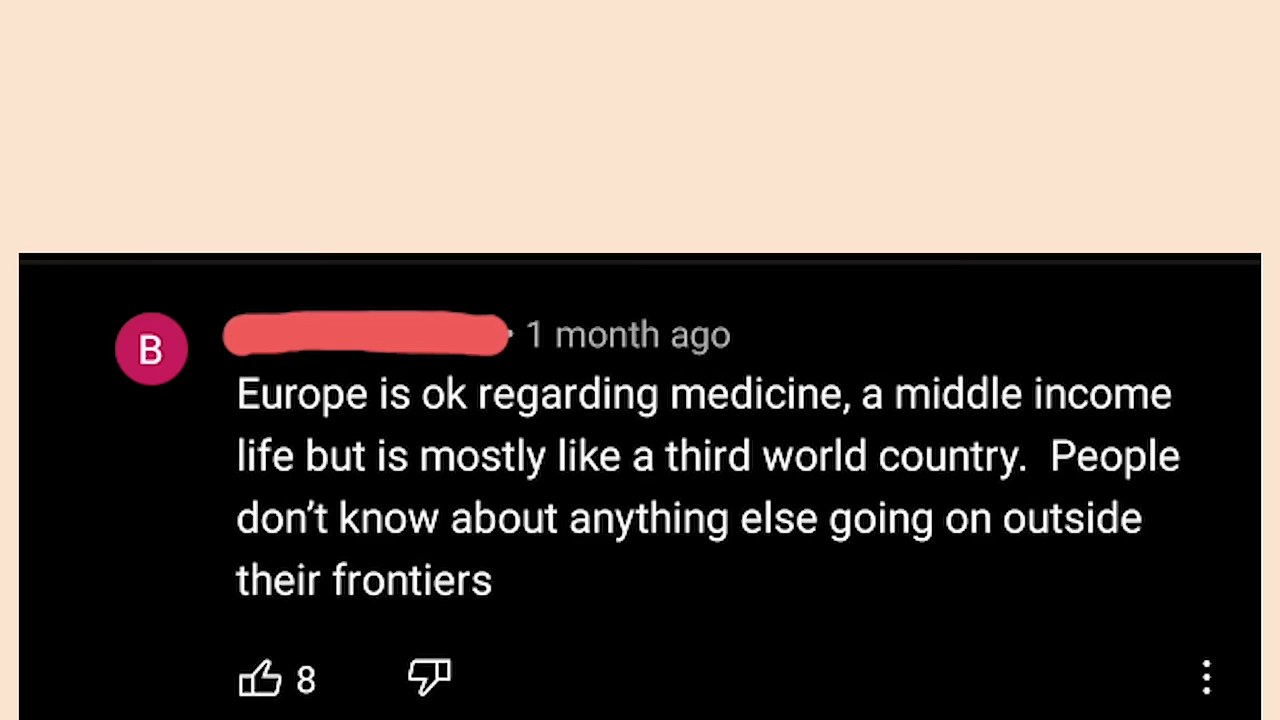 B
· 1 month ago
Europe is ok regarding medicine, a middle income
life but is mostly like a third world country.  People
don’t know about anything else going on outside
their frontiers
8